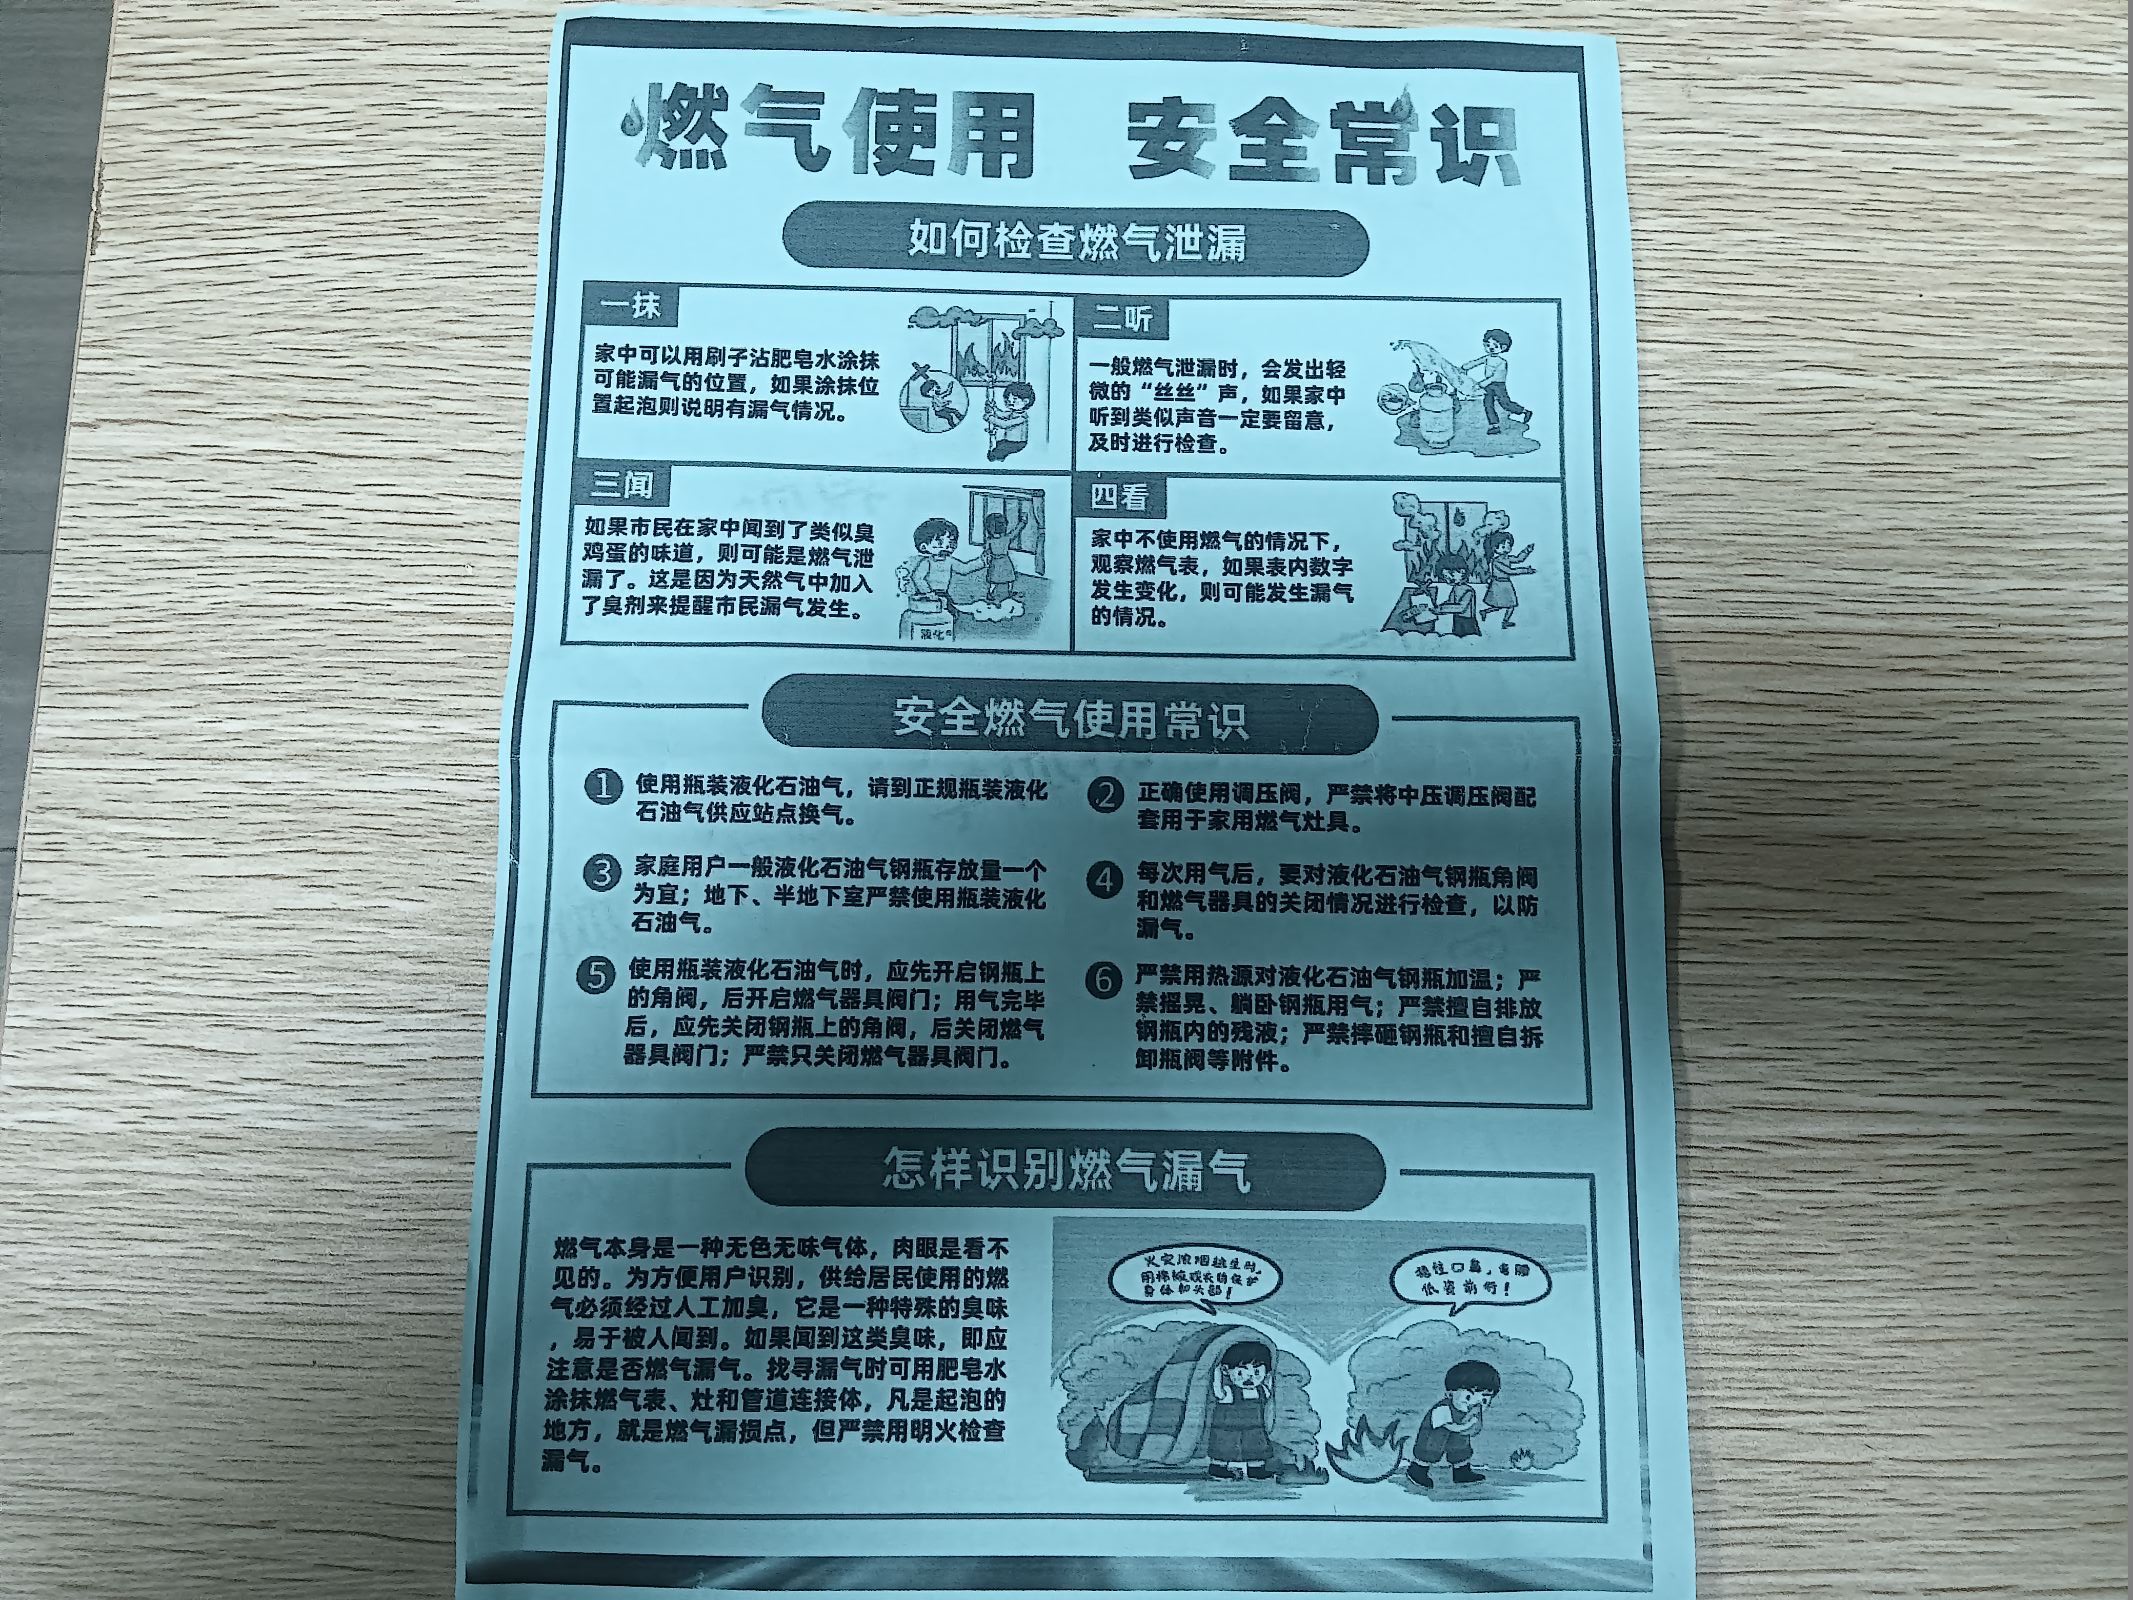 燃气使用 安全常识
如何检查燃气泄漏
一抹
家中可以用刷子沾肥皂水涂抹
可能漏气的位置，如果涂抹位
置起泡则说明有漏气情况。
二听
一般燃气泄漏时，会发出轻
微的“丝丝”声，如果家中
听到类似声音一定要留意，
及时进行检查。
三闻
如果市民在家中闻到了类似臭
鸡蛋的味道，则可能是燃气泄
漏了。这是因为天然气中加入
了臭剂来提醒市民漏气发生。
液化
四看
家中不使用燃气的情况下，
观察燃气表，如果表内数字
发生变化，则可能发生漏气
的情况。
安全燃气使用常识
1 使用瓶装液化石油气，请到正规瓶装液化
石油气供应站点换气。
2 正确使用调压阀，严禁将中压调压阀配
套用于家用燃气灶具。
3 家庭用户一般液化石油气钢瓶存放量一个
为宜；地下、半地下室严禁使用瓶装液化
石油气。
4 每次用气后，要对液化石油气钢瓶角阀
和燃气器具的关闭情况进行检查，以防
漏气。
5 使用瓶装液化石油气时，应先开启钢瓶上
的角阀，后开启燃气器具阀门；用气完毕
后，应先关闭钢瓶上的角阀，后关闭燃气
器具阀门；严禁只关闭燃气器具阀门。
6 严禁用热源对液化石油气钢瓶加温；严
禁摇晃、躺卧钢瓶用气；严禁擅自排放
钢瓶内的残液；严禁摔砸钢瓶和擅自拆
卸瓶阀等附件。
怎样识别燃气漏气
燃气本身是一种无色无味气体，肉眼是看不
见的。为方便用户识别，供给居民使用的燃
气必须经过人工加臭，它是一种特殊的臭味
，易于被人闻到。如果闻到这类臭味，即应
注意是否燃气漏气。找寻漏气时可用肥皂水
涂抹燃气表、灶和管道连接体，凡是起泡的
地方，就是燃气漏损点，但严禁用明火检查
漏气。
火灾浓烟逃生时，
用棉被或衣物保护
身体和头部！
捂住口鼻，弯腰
低姿前行！